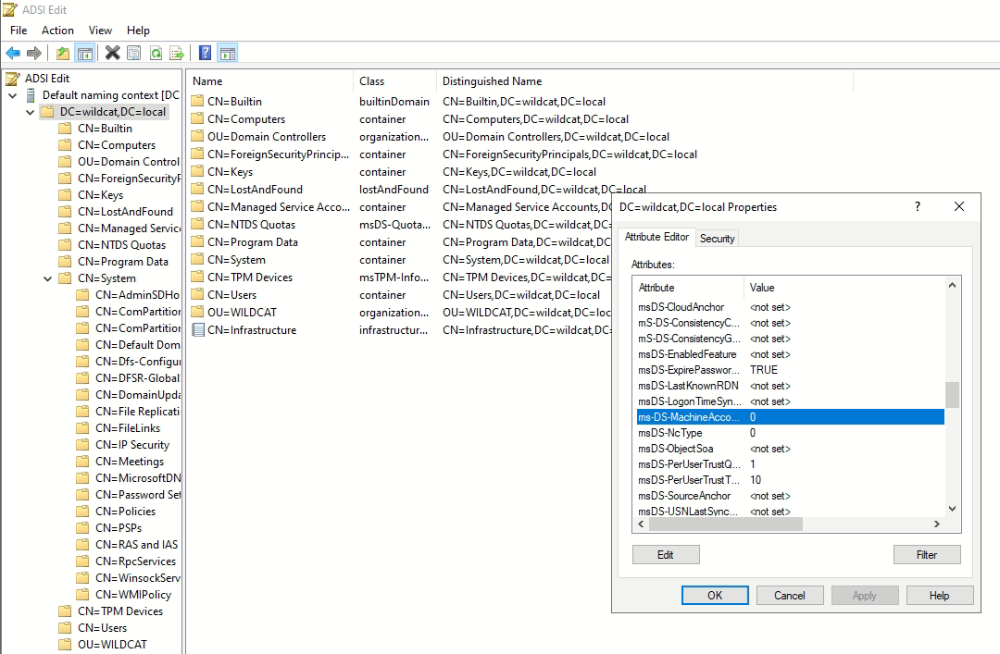 ADSI Edit
File Action View Help
ADSI Edit
Default naming context [DC
DC=wildcat,DC=local
CN=Builtin
CN=Computers
OU=Domain Control
CN=ForeignSecurityP
CN=Keys
CN=LostAndFound
CN=Managed Service
CN=NTDS Quotas
CN=Program Data
CN=System
CN=AdminSDHo
CN=ComPartition
CN=ComPartition
CN=Default Dom
CN=Dfs-Configur
CN=DFSR-Global
CN=DomainUpda
CN=File Replicati
CN=FileLinks
CN=IP Security
CN=Meetings
CN=MicrosoftDN
CN=Password Set
CN=Policies
CN=PSPs
CN=RAS and IAS
CN=RpcServices
CN=WinsockServ
CN=WMIPolicy
CN=TPM Devices
CN=Users
OU=WILDCAT
Name Class Distinguished Name
CN=Builtin builtinDomain CN=Builtin,DC=wildcat,DC=local
CN=Computers container CN=Computers,DC=wildcat,DC=local
OU=Domain Controllers organization... OU=Domain Controllers,DC=wildcat,DC=local
CN=ForeignSecurityPrincip... container CN=ForeignSecurityPrincipals,DC=wildcat,DC=local
CN=Keys container CN=Keys,DC=wildcat,DC=local
CN=LostAndFound lostAndFound CN=LostAndFound,DC=wildcat,DC=local
CN=Managed Service Acco... container CN=Managed Service Accounts,DC
CN=NTDS Quotas msDS-Quota... CN=NTDS Quotas,DC=wildcat,DC=
CN=Program Data container CN=Program Data,DC=wildcat,DC=
CN=System container CN=System,DC=wildcat,DC=local
CN=TPM Devices msTPM-Info... CN=TPM Devices,DC=wildcat,DC=
CN=Users container CN=Users,DC=wildcat,DC=local
OU=WILDCAT organization... OU=WILDCAT,DC=wildcat,DC=loc
CN=Infrastructure infrastructur... CN=Infrastructure,DC=wildcat,DC=
DC=wildcat,DC=local Properties ?
Attribute Editor Security
Attributes:
Attribute Value
msDS-CloudAnchor <not set>
mS-DS-ConsistencyC... <not set>
mS-DS-ConsistencyG... <not set>
msDS-EnabledFeature <not set>
msDS-ExpirePasswor... TRUE
msDS-LastKnownRDN <not set>
msDS-LogonTimeSyn... <not set>
ms-DS-MachineAcco... 0
msDS-NcType 0
msDS-ObjectSoa <not set>
msDS-PerUserTrustQ... 1
msDS-PerUserTrustT... 10
msDS-SourceAnchor <not set>
msDS-USNLastSync... <not set>
Edit Filter
OK Cancel Apply Help